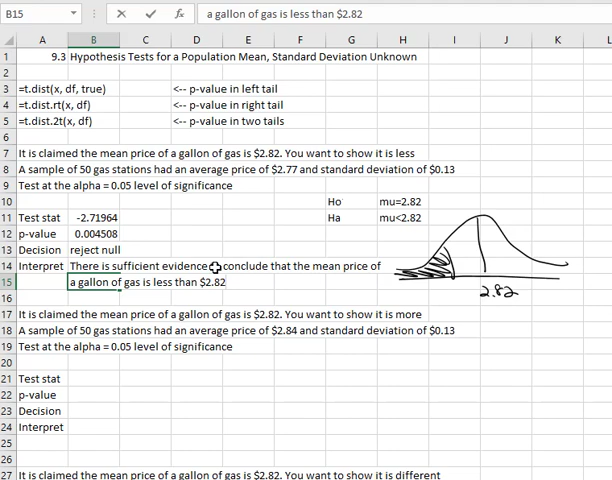 B15 fx a gallon of gas is less than $2.82
A B C D E F G H I J K L
1 9.3 Hypothesis Tests for a Population Mean, Standard Deviation Unknown
2
3 =t.dist(x, df, true) <-- p-value in left tail
4 =t.dist.rt(x, df) <-- p-value in right tail
5 =t.dist.2t(x, df) <-- p-value in two tails
6
7 It is claimed the mean price of a gallon of gas is $2.82. You want to show it is less
8 A sample of 50 gas stations had an average price of $2.77 and standard deviation of $0.13
9 Test at the alpha = 0.05 level of significance
10 Ho mu=2.82
11 Test stat -2.71964 Ha mu<2.82
12 p-value 0.004508
13 Decision reject null
14 Interpret There is sufficient evidence to conclude that the mean price of
15 a gallon of gas is less than $2.82
2.82
16
17 It is claimed the mean price of a gallon of gas is $2.82. You want to show it is more
18 A sample of 50 gas stations had an average price of $2.84 and standard deviation of $0.13
19 Test at the alpha = 0.05 level of significance
20
21 Test stat
22 p-value
23 Decision
24 Interpret
25
26
27 It is claimed the mean price of a gallon of gas is $2.82. You want to show it is different